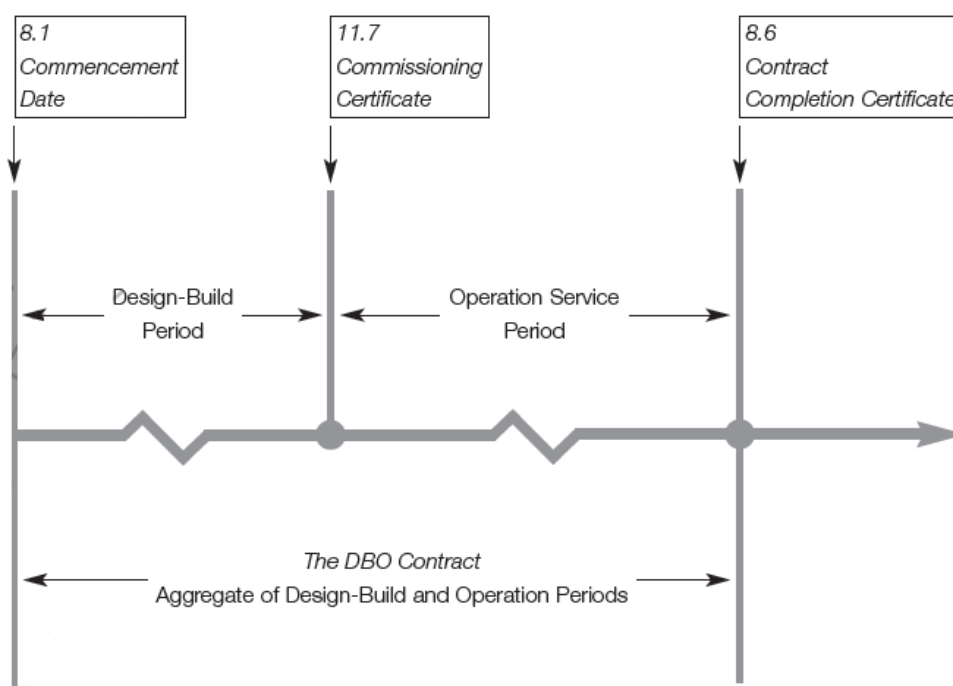 8.1
Commencement
Date
11.7
Commissioning
Certificate
8.6
Contract
Completion Certificate
Design-Build
Period
Operation Service
Period
The DBO Contract
Aggregate of Design-Build and Operation Periods